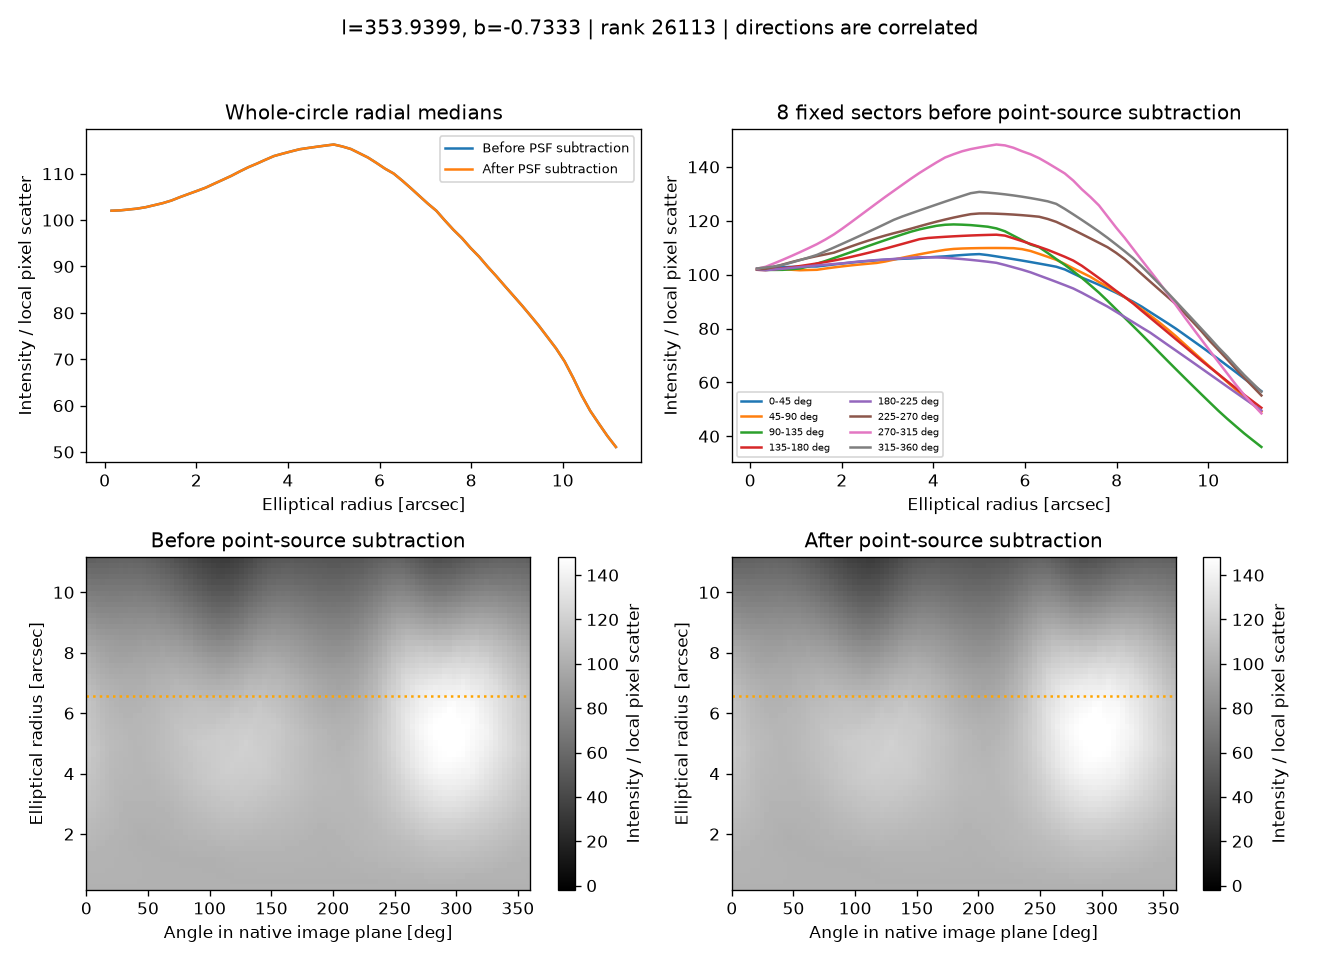 l=353.9399, b=-0.7333 | rank 26113 | directions are correlated
Whole-circle radial medians
Intensity / local pixel scatter
110
100
90
80
70
60
50
Before PSF subtraction
After PSF subtraction
0 2 4 6 8 10
Elliptical radius [arcsec]
8 fixed sectors before point-source subtraction
Intensity / local pixel scatter
140
120
100
80
60
40
0-45 deg
45-90 deg
90-135 deg
135-180 deg
180-225 deg
225-270 deg
270-315 deg
315-360 deg
0 2 4 6 8 10
Elliptical radius [arcsec]
Before point-source subtraction
Elliptical radius [arcsec]
10
8
6
4
2
0 50 100 150 200 250 300 350
Angle in native image plane [deg]
140
120
100
80
60
40
20
0
Intensity / local pixel scatter
After point-source subtraction
Elliptical radius [arcsec]
10
8
6
4
2
0 50 100 150 200 250 300 350
Angle in native image plane [deg]
140
120
100
80
60
40
20
0
Intensity / local pixel scatter